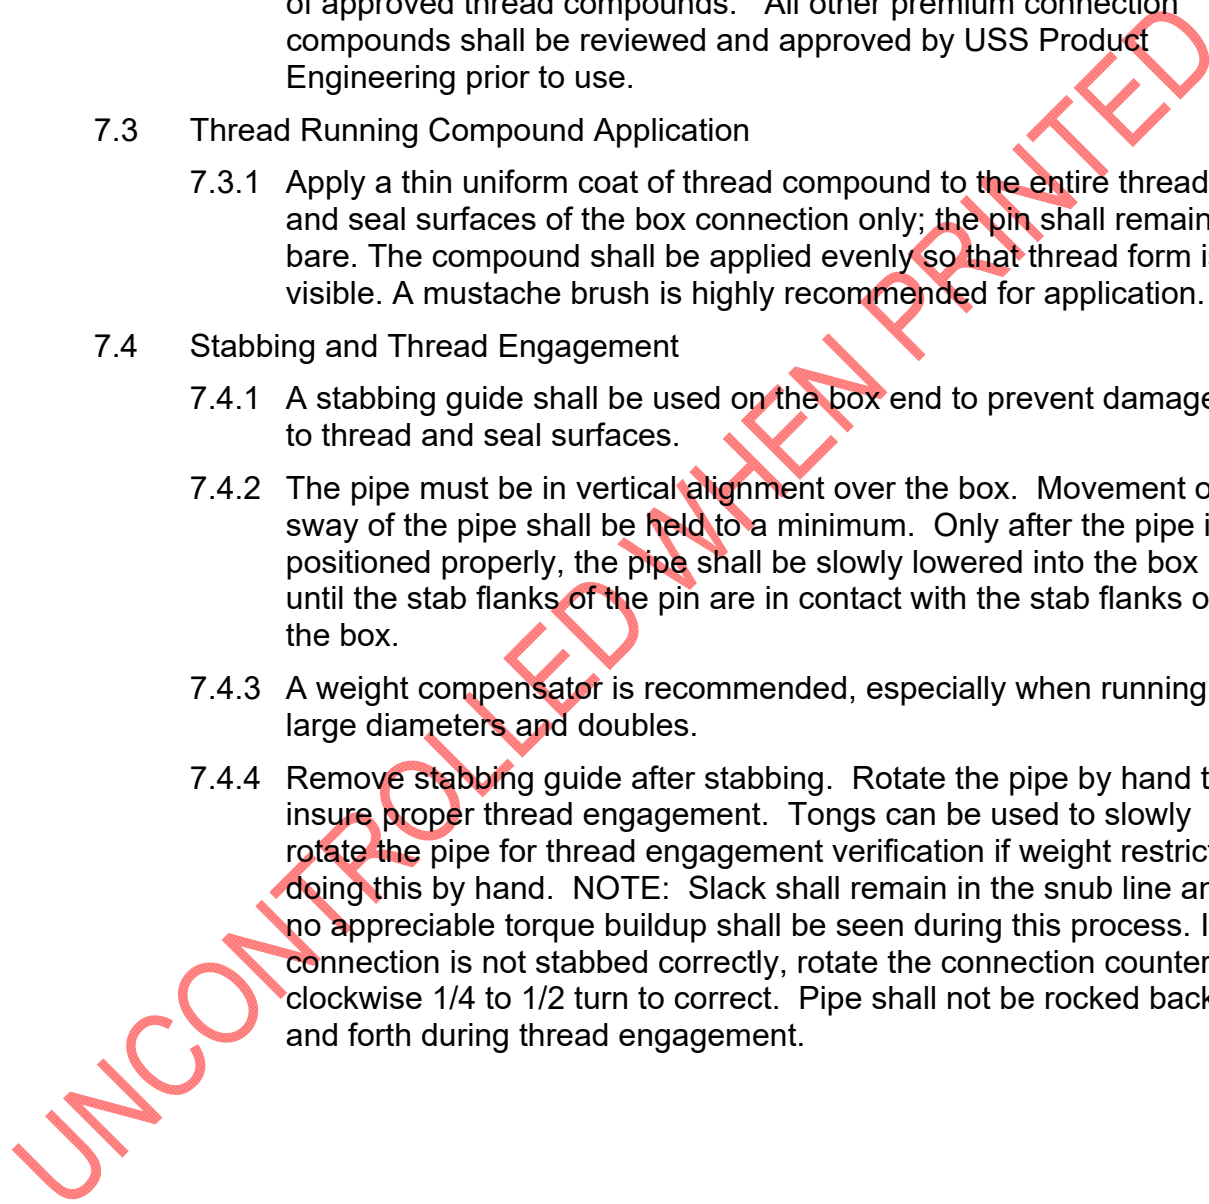 of approved thread compounds. All other premium connection
compounds shall be reviewed and approved by USS Product
Engineering prior to use.
7.3 Thread Running Compound Application
7.3.1 Apply a thin uniform coat of thread compound to the entire thread
and seal surfaces of the box connection only; the pin shall remain
bare. The compound shall be applied evenly so that thread form
visible. A mustache brush is highly recommended for application.
7.4 Stabbing and Thread Engagement
7.4.1 A stabbing guide shall be used on the box end to prevent damage
to thread and seal surfaces.
7.4.2 The pipe must be in vertical alignment over the box. Movement
sway of the pipe shall be held to a minimum. Only after the pipe
positioned properly, the pipe shall be slowly lowered into the box
until the stab flanks of the pin are in contact with the stab flanks
the box.
7.4.3 A weight compensator is recommended, especially when running
large diameters and doubles.
7.4.4 Remove stabbing guide after stabbing. Rotate the pipe by hand
insure proper thread engagement. Tongs can be used to slowly
rotate the pipe for thread engagement verification if weight restrict
doing this by hand. NOTE: Slack shall remain in the snub line
no appreciable torque buildup shall be seen during this process.
connection is not stabbed correctly, rotate the connection counter
clockwise 1/4 to 1/2 turn to correct. Pipe shall not be rocked back
and forth during thread engagement.
UNCONTROLLED WHEN PRINTED